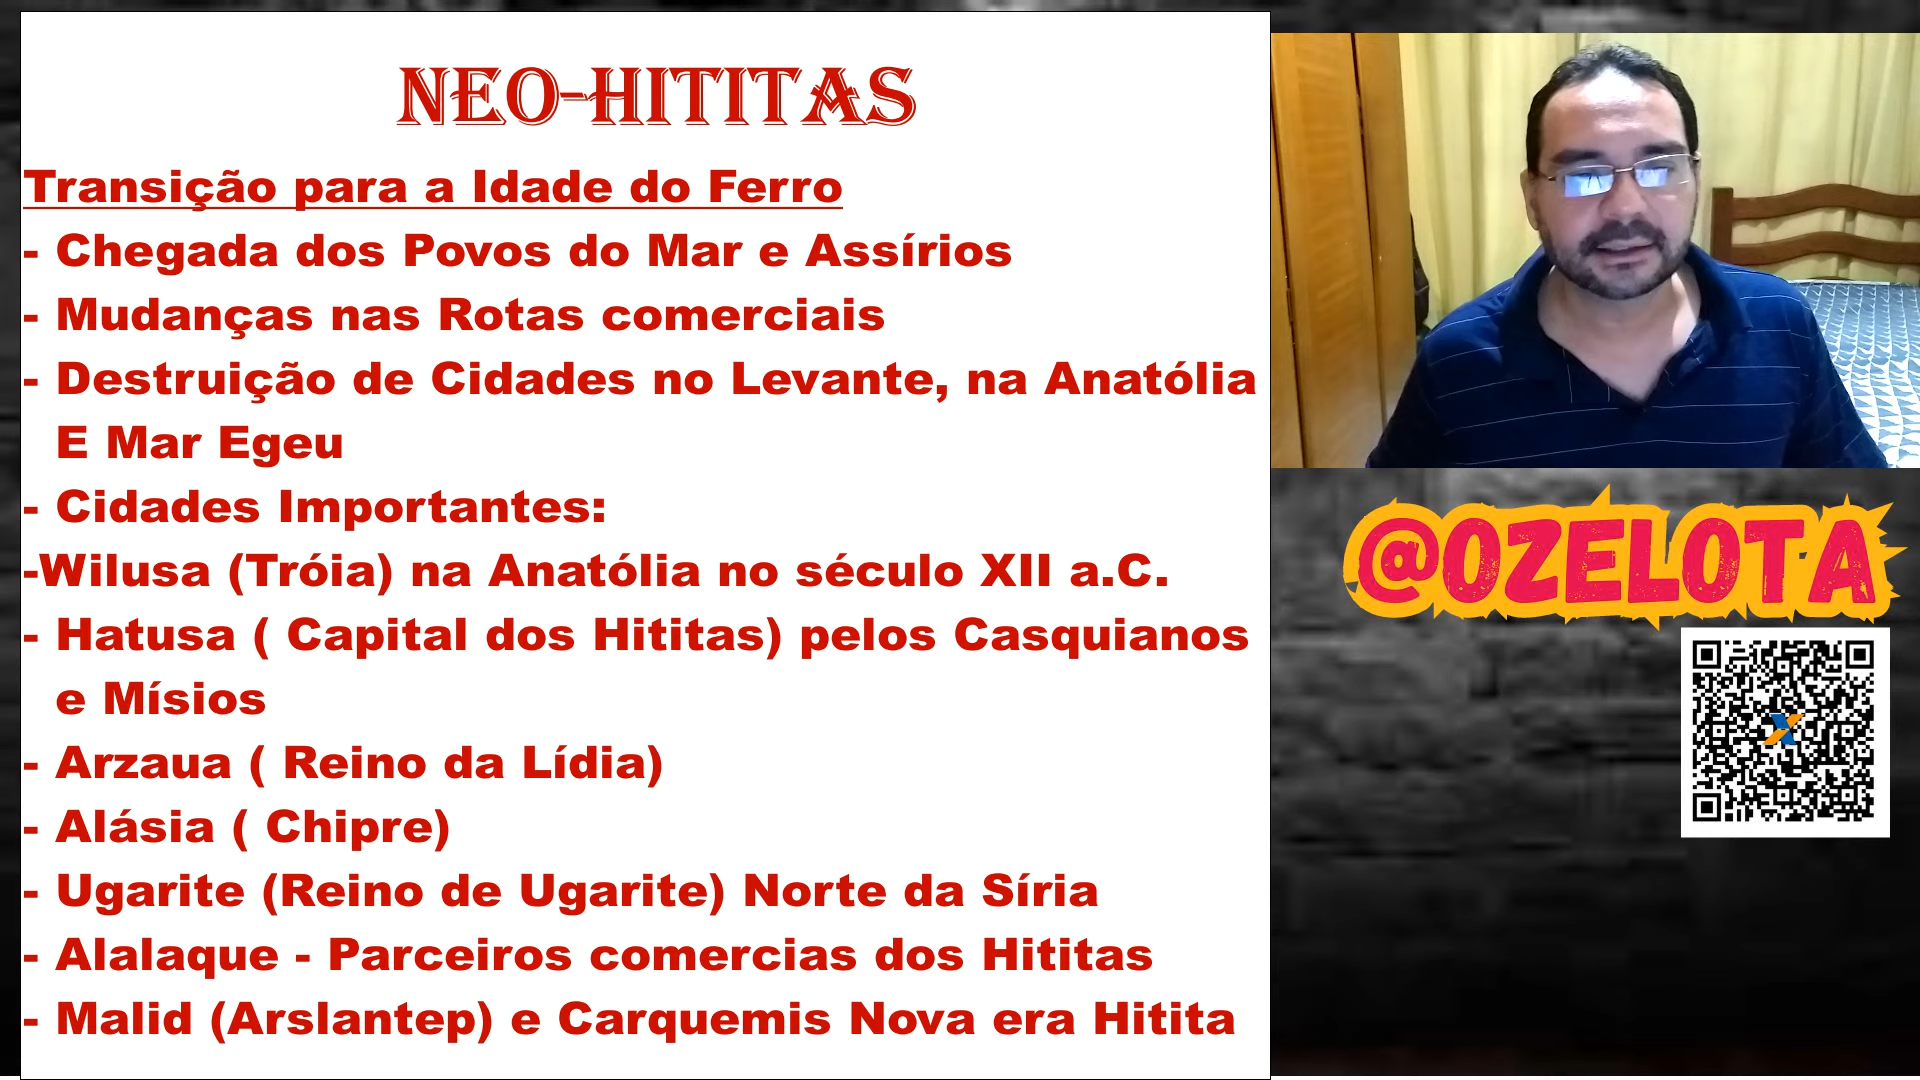 NEO-HITITAS
Transição para a Idade do Ferro
- Chegada dos Povos do Mar e Assírios
- Mudanças nas Rotas comerciais
- Destruição de Cidades no Levante, na Anatólia
E Mar Egeu
- Cidades Importantes:
-Wilusa (Tróia) na Anatólia no século XII a.C.
- Hatusa ( Capital dos Hititas) pelos Casquianos
e Mísios
- Arzaua ( Reino da Lídia)
- Alásia ( Chipre)
- Ugarite (Reino de Ugarite) Norte da Síria
- Alalaque - Parceiros comercias dos Hititas
- Malid (Arslantep) e Carquemis Nova era Hitita
@OZELOTA